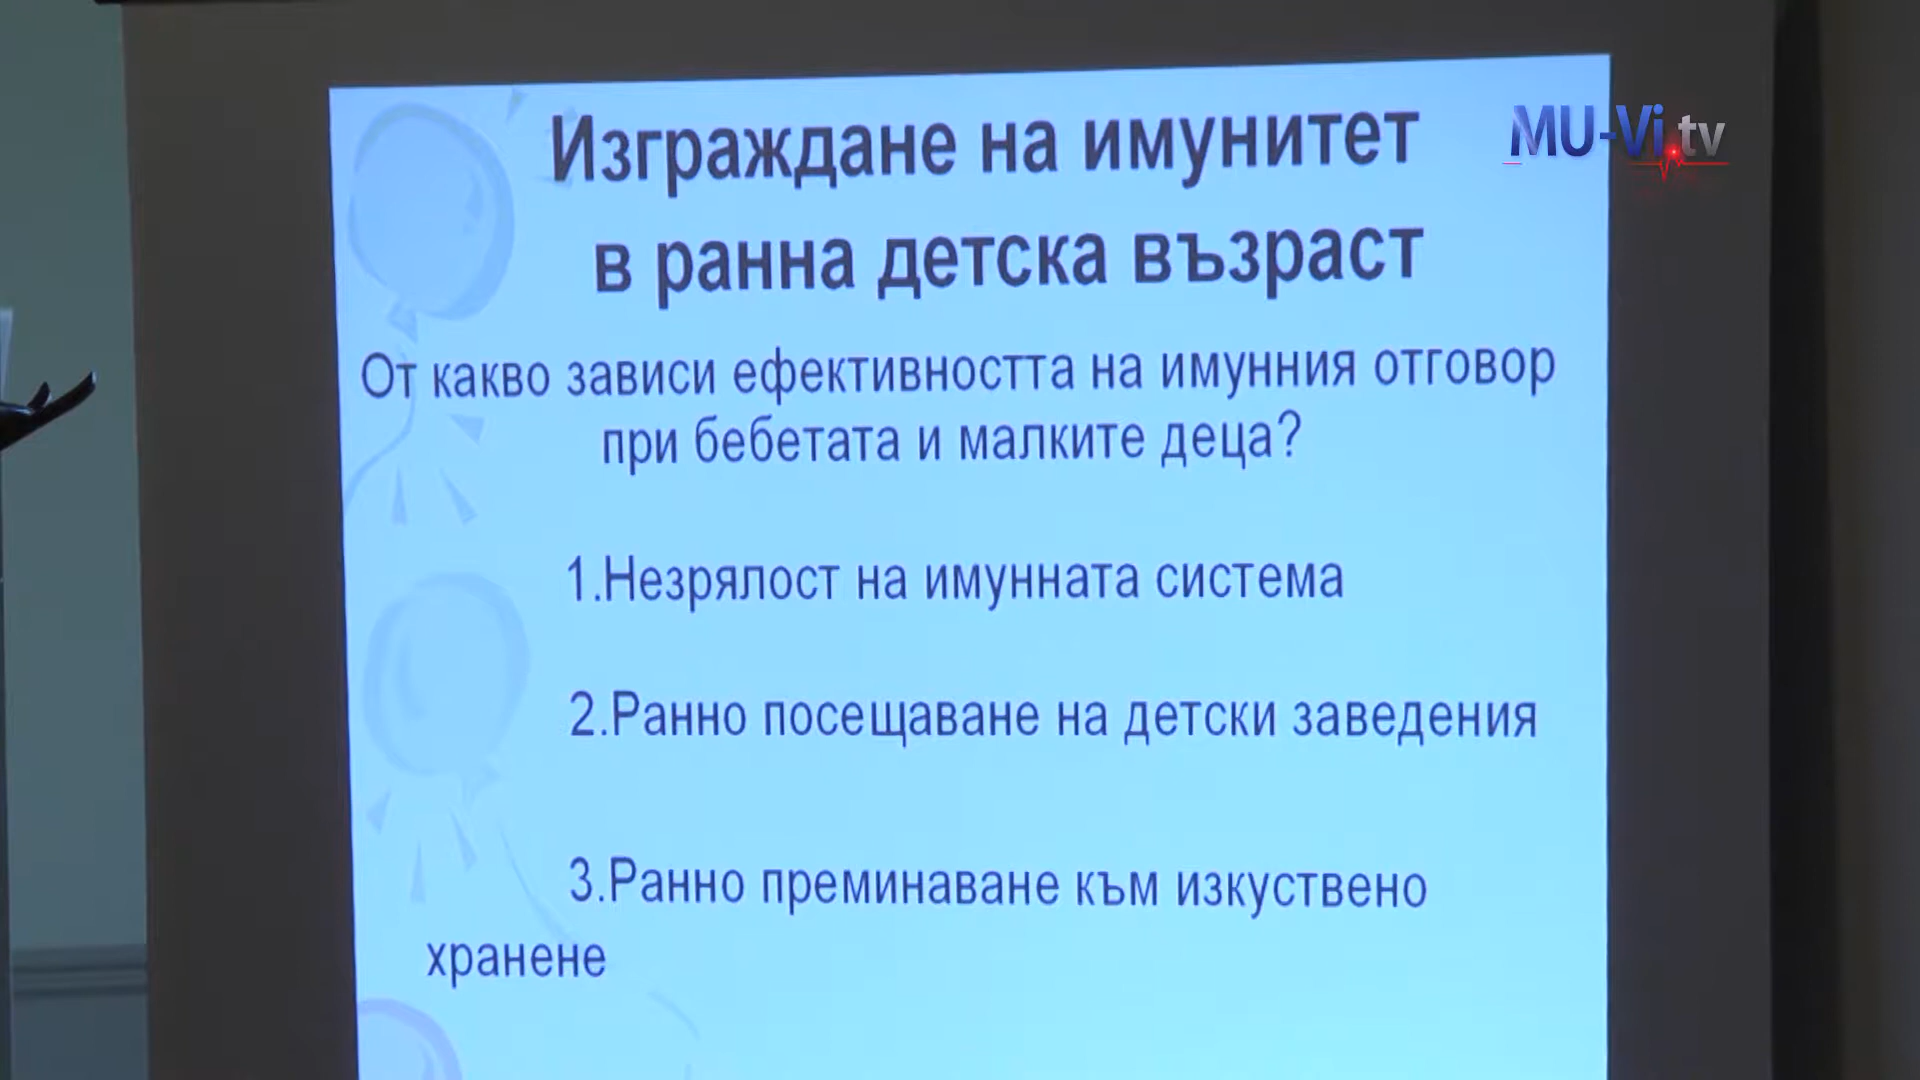 Изграждане на имунитет
в ранна детска възраст
MU-Vi.tv
От какво зависи ефективността на имунния отговор
при бебетата и малките деца?
1.Незрялост на имунната система
2.Ранно посещаване на детски заведения
3.Ранно преминаване към изкуствено
хранене